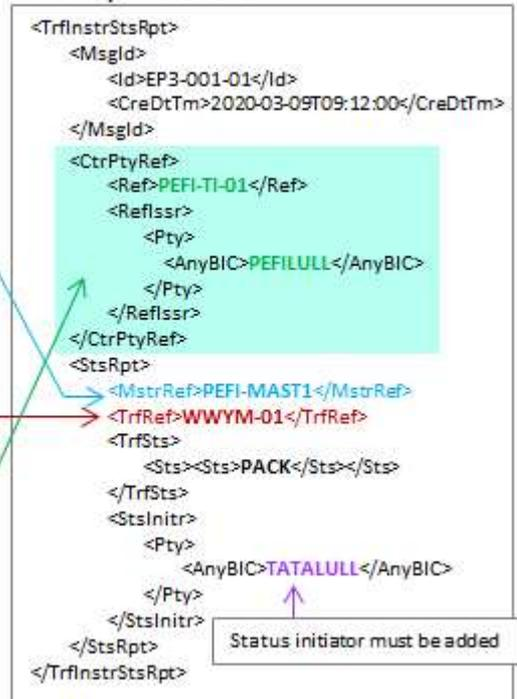 <TrfInstrStsRpt>
<MsgId>
<Id>EP3-001-01</Id>
<CreDtTm>2020-03-09T09:12:00</CreDtTm>
</MsgId>
<CtrPtyRef>
<Ref>PEFI-TI-01</Ref>
<RefIssr>
<Pty>
<AnyBIC>PEFILULL</AnyBIC>
</Pty>
</RefIssr>
</CtrPtyRef>
<StsRpt>
<MstrRef>PEFI-MAST1</MstrRef>
<TrfRef>WWYM-01</TrfRef>
<TrfSts>
<Sts><Sts>PACK</Sts></Sts>
</TrfSts>
<StsInitr>
<Pty>
<AnyBIC>TATALULL</AnyBIC>
</Pty>
</StsInitr>
Status initiator must be added
</StsRpt>
</TrfInstrStsRpt>